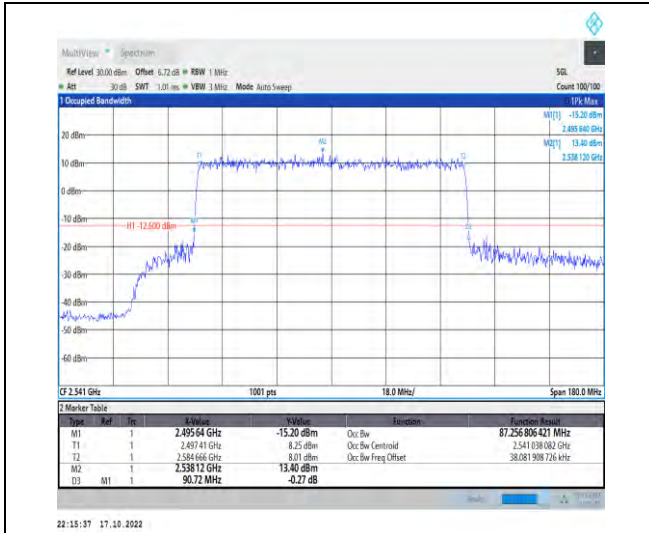 MultiView Spectrum
Ref Level 30.00 dBm Offset 6.72 dB RBW 1 MHz SGL
Att 30 dB SWT 1.01 ms VBW 3 MHz Mode Auto Sweep Count 100/100
1 Occupied Bandwidth 1Pk Max
M1[1] -15.20 dBm
2.495 640 GHz
M2[1] 13.40 dBm
2.538 120 GHz
20 dBm
M2
T1
T2
10 dBm
0 dBm
-10 dBm
H1 -12.600 dBm
M1
D3
-20 dBm
-30 dBm
-40 dBm
-50 dBm
-60 dBm
CF 2.541 GHz 1001 pts 18.0 MHz/ Span 180.0 MHz
2 Marker Table
Type Ref Trc X-Value Y-Value Function Function Result
M1 1 2.495 64 GHz -15.20 dBm Occ Bw 87.256 806 421 MHz
T1 1 2.497 41 GHz 8.25 dBm Occ Bw Centroid 2.541 038 082 GHz
T2 1 2.584 666 GHz 8.01 dBm Occ Bw Freq Offset 38.081 908 726 kHz
M2 1 2.538 12 GHz 13.40 dBm
D3 M1 1 90.72 MHz -0.27 dB
22:15:37 17.10.2022